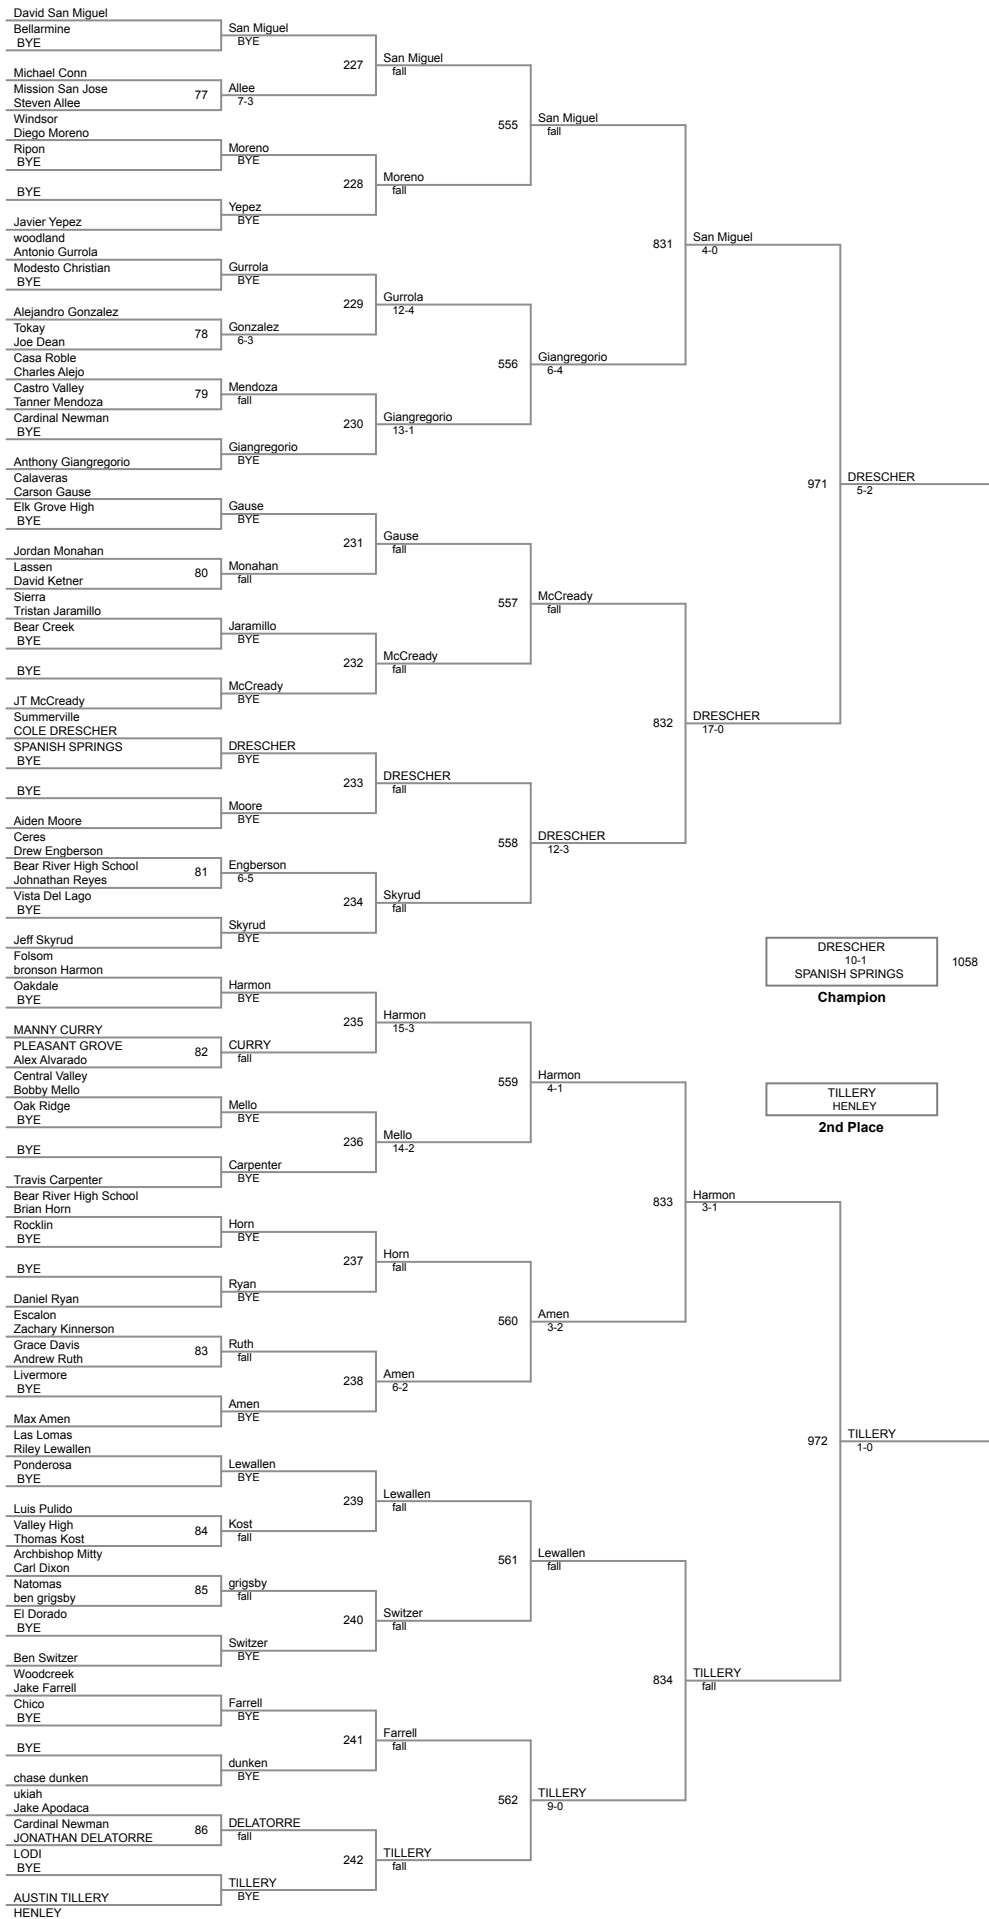 David San Miguel
Bellarmine
BYE
San Miguel
BYE
227
San Miguel
fall
Michael Conn
Mission San Jose
77
Steven Allee
Allee
7-3
Windsor
Diego Moreno
555
San Miguel
fall
Ripon
BYE
Moreno
BYE
228
Moreno
fall
BYE
Javier Yepez
Yepez
BYE
woodland
Antonio Gurrola
831
San Miguel
4-0
Modesto Christian
BYE
Gurrola
BYE
229
Gurrola
12-4
Alejandro Gonzalez
Tokay
78
Joe Dean
Gonzalez
6-3
Casa Roble
Charles Alejo
556
Giangregorio
6-4
Castro Valley
79
Tanner Mendoza
Mendoza
fall
Cardinal Newman
BYE
230
Giangregorio
13-1
Anthony Giangregorio
Giangregorio
BYE
Calaveras
Carson Gause
971
DRESCHER
5-2
Elk Grove High
BYE
Gause
BYE
231
Gause
fall
Jordan Monahan
Lassen
80
David Ketner
Monahan
fall
Sierra
Tristan Jaramillo
557
McCready
fall
Bear Creek
BYE
Jaramillo
BYE
232
McCready
fall
BYE
JT McCready
McCready
BYE
Summerville
COLE DRESCHER
832
DRESCHER
17-0
SPANISH SPRINGS
BYE
DRESCHER
BYE
233
DRESCHER
fall
BYE
Aiden Moore
Moore
BYE
Ceres
Drew Engberson
558
DRESCHER
12-3
Bear River High School
81
Johnathan Reyes
Engberson
6-5
Vista Del Lago
BYE
234
Skyrud
fall
Jeff Skyrud
Skyrud
BYE
Folsom
bronson Harmon
DRESCHER
10-1
SPANISH SPRINGS
1058
Champion
Oakdale
BYE
Harmon
BYE
235
Harmon
15-3
MANNY CURRY
PLEASANT GROVE
82
Alex Alvarado
CURRY
fall
Central Valley
Bobby Mello
559
Harmon
4-1
TILLERY
HENLEY
2nd Place
Oak Ridge
BYE
Mello
BYE
236
Mello
14-2
BYE
Travis Carpenter
Carpenter
BYE
Bear River High School
Brian Horn
833
Harmon
3-1
Rocklin
BYE
Horn
BYE
237
Horn
fall
BYE
Daniel Ryan
Ryan
BYE
Escalon
Zachary Kinnerson
560
Amen
3-2
Grace Davis
83
Andrew Ruth
Ruth
fall
Livermore
BYE
238
Amen
6-2
Max Amen
Amen
BYE
Las Lomas
Riley Lewallen
972
TILLERY
1-0
Ponderosa
BYE
Lewallen
BYE
239
Lewallen
fall
Luis Pulido
Valley High
84
Thomas Kost
Kost
fall
Archbishop Mitty
Carl Dixon
561
Lewallen
fall
Natomas
85
ben grigsby
grigsby
fall
El Dorado
BYE
240
Switzer
fall
Ben Switzer
Switzer
BYE
Woodcreek
Jake Farrell
834
TILLERY
fall
Chico
BYE
Farrell
BYE
241
Farrell
fall
BYE
chase dunken
dunken
BYE
ukiah
Jake Apodaca
562
TILLERY
9-0
Cardinal Newman
86
JONATHAN DELATORRE
DELATORRE
fall
LODI
BYE
242
TILLERY
fall
AUSTIN TILLERY
TILLERY
BYE
HENLEY